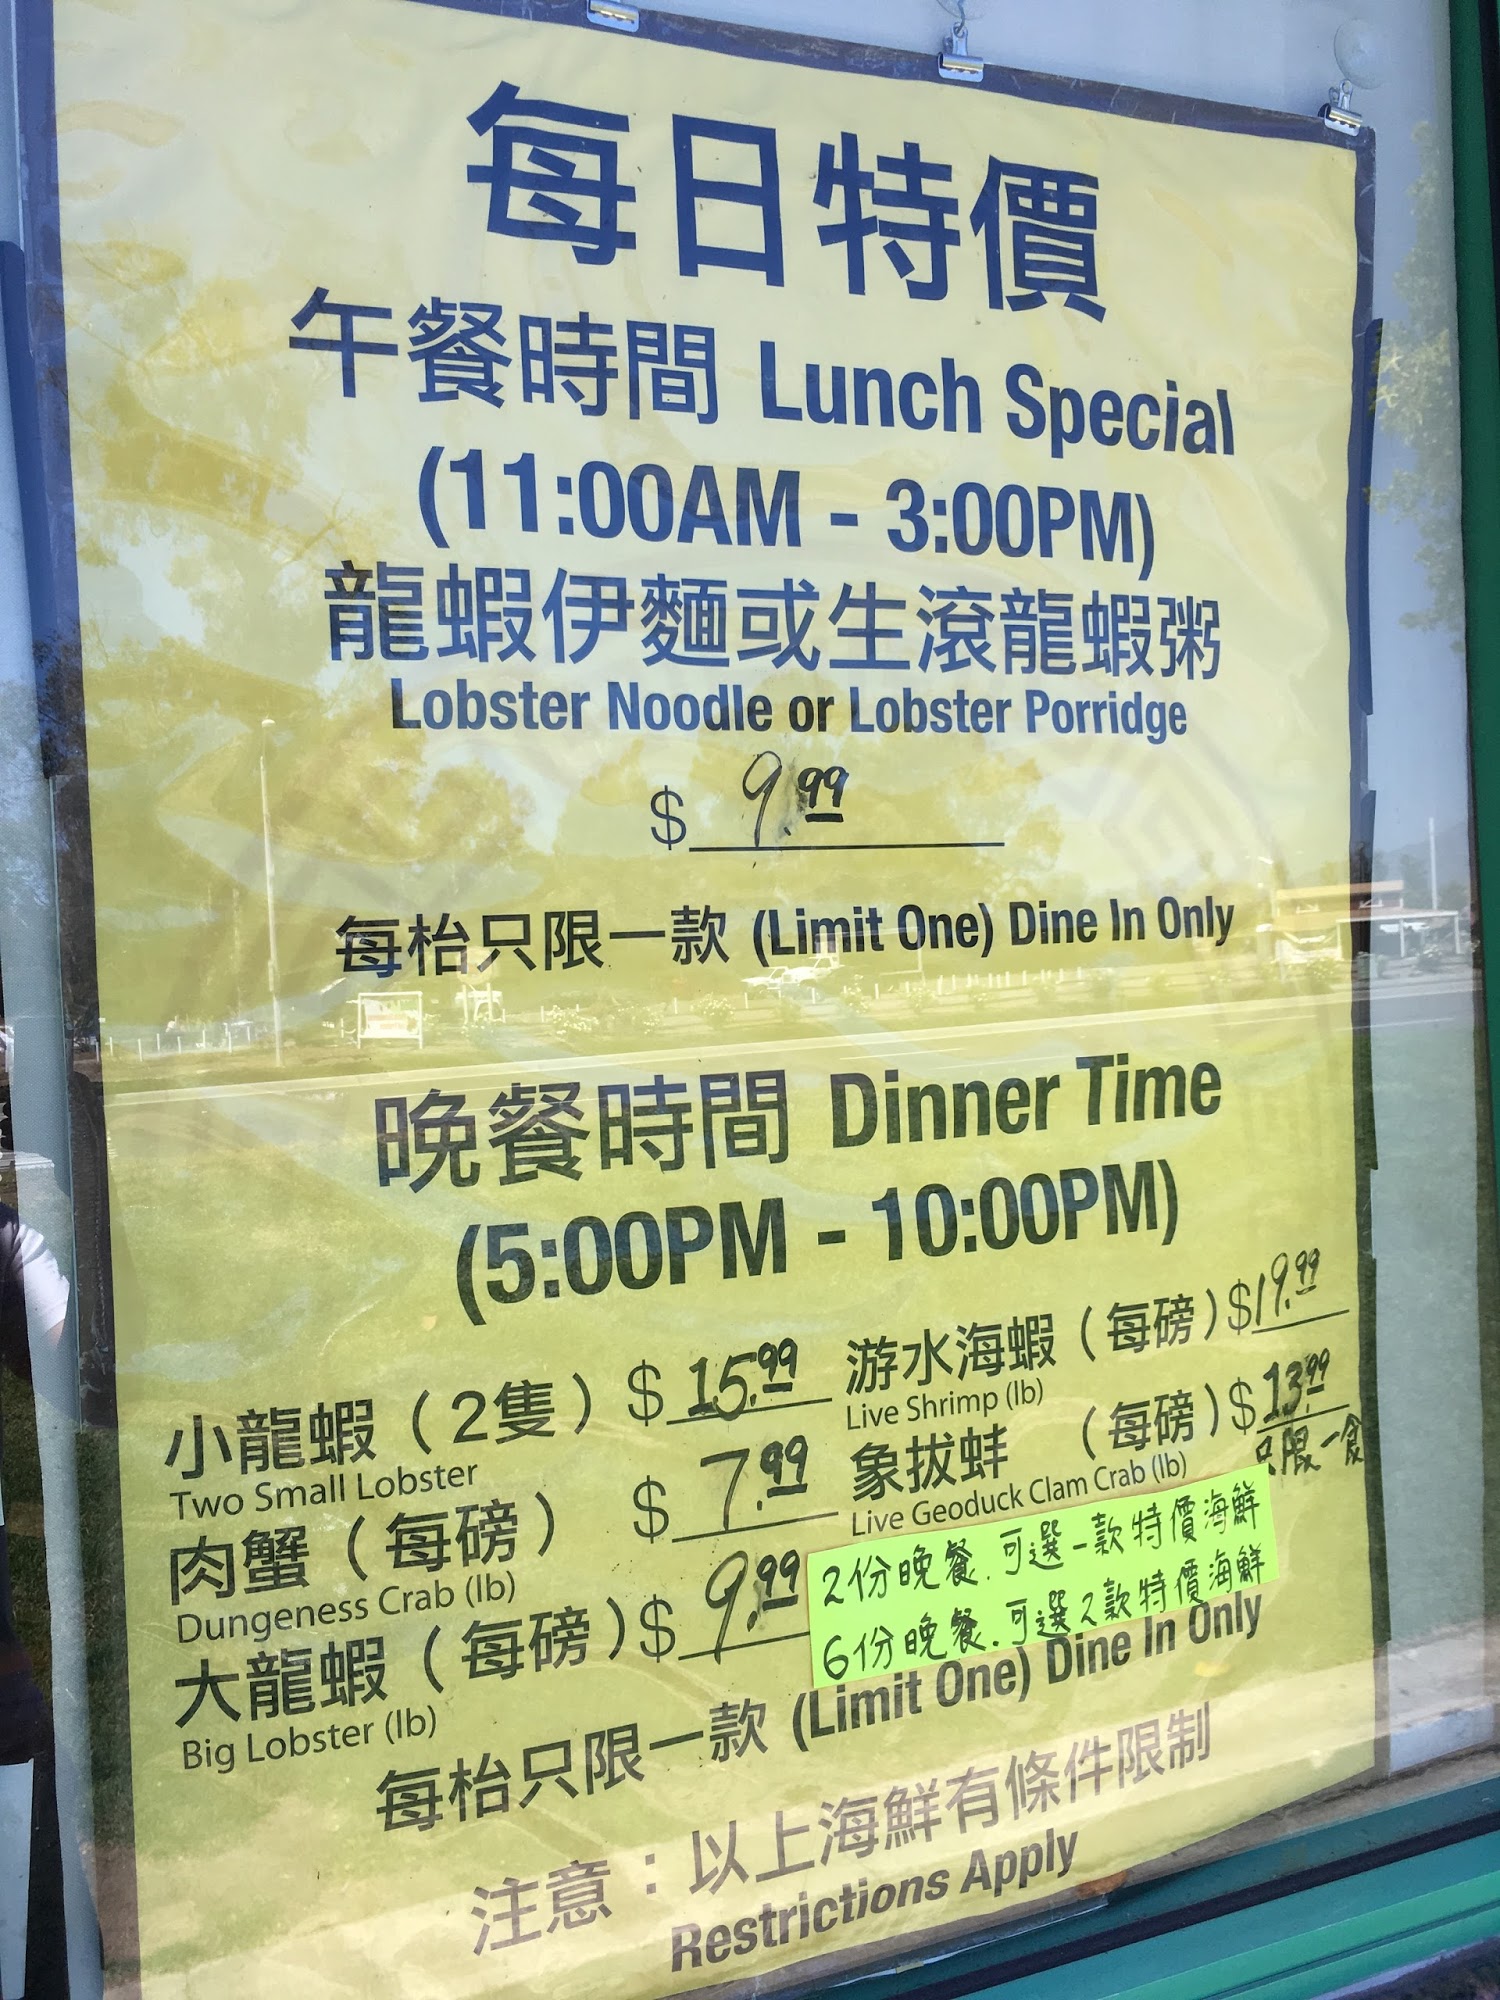 每日特價
午餐時間 Lunch Special
(11:00AM - 3:00PM)
龍蝦伊麵或生滾龍蝦粥
Lobster Noodle or Lobster Porridge
$ 9.99
每枱只限一款 (Limit One) Dine In Only
晚餐時間 Dinner Time
(5:00PM - 10:00PM)
小龍蝦 (2隻) $ 15.99
Two Small Lobster
肉蟹 (每磅) $ 7.99
Dungeness Crab (lb)
大龍蝦 (每磅) $ 9.99
Big Lobster (lb)
游水海蝦 (每磅) $19.99
Live Shrimp (lb)
象拔蚌 (每磅) $13.99
Live Geoduck Clam Crab (lb)
只限一食
2份晚餐.可選一款特價海鮮
6份晚餐.可選2款特價海鮮
每枱只限一款 (Limit One) Dine In Only
注意:以上海鮮有條件限制
Restrictions Apply